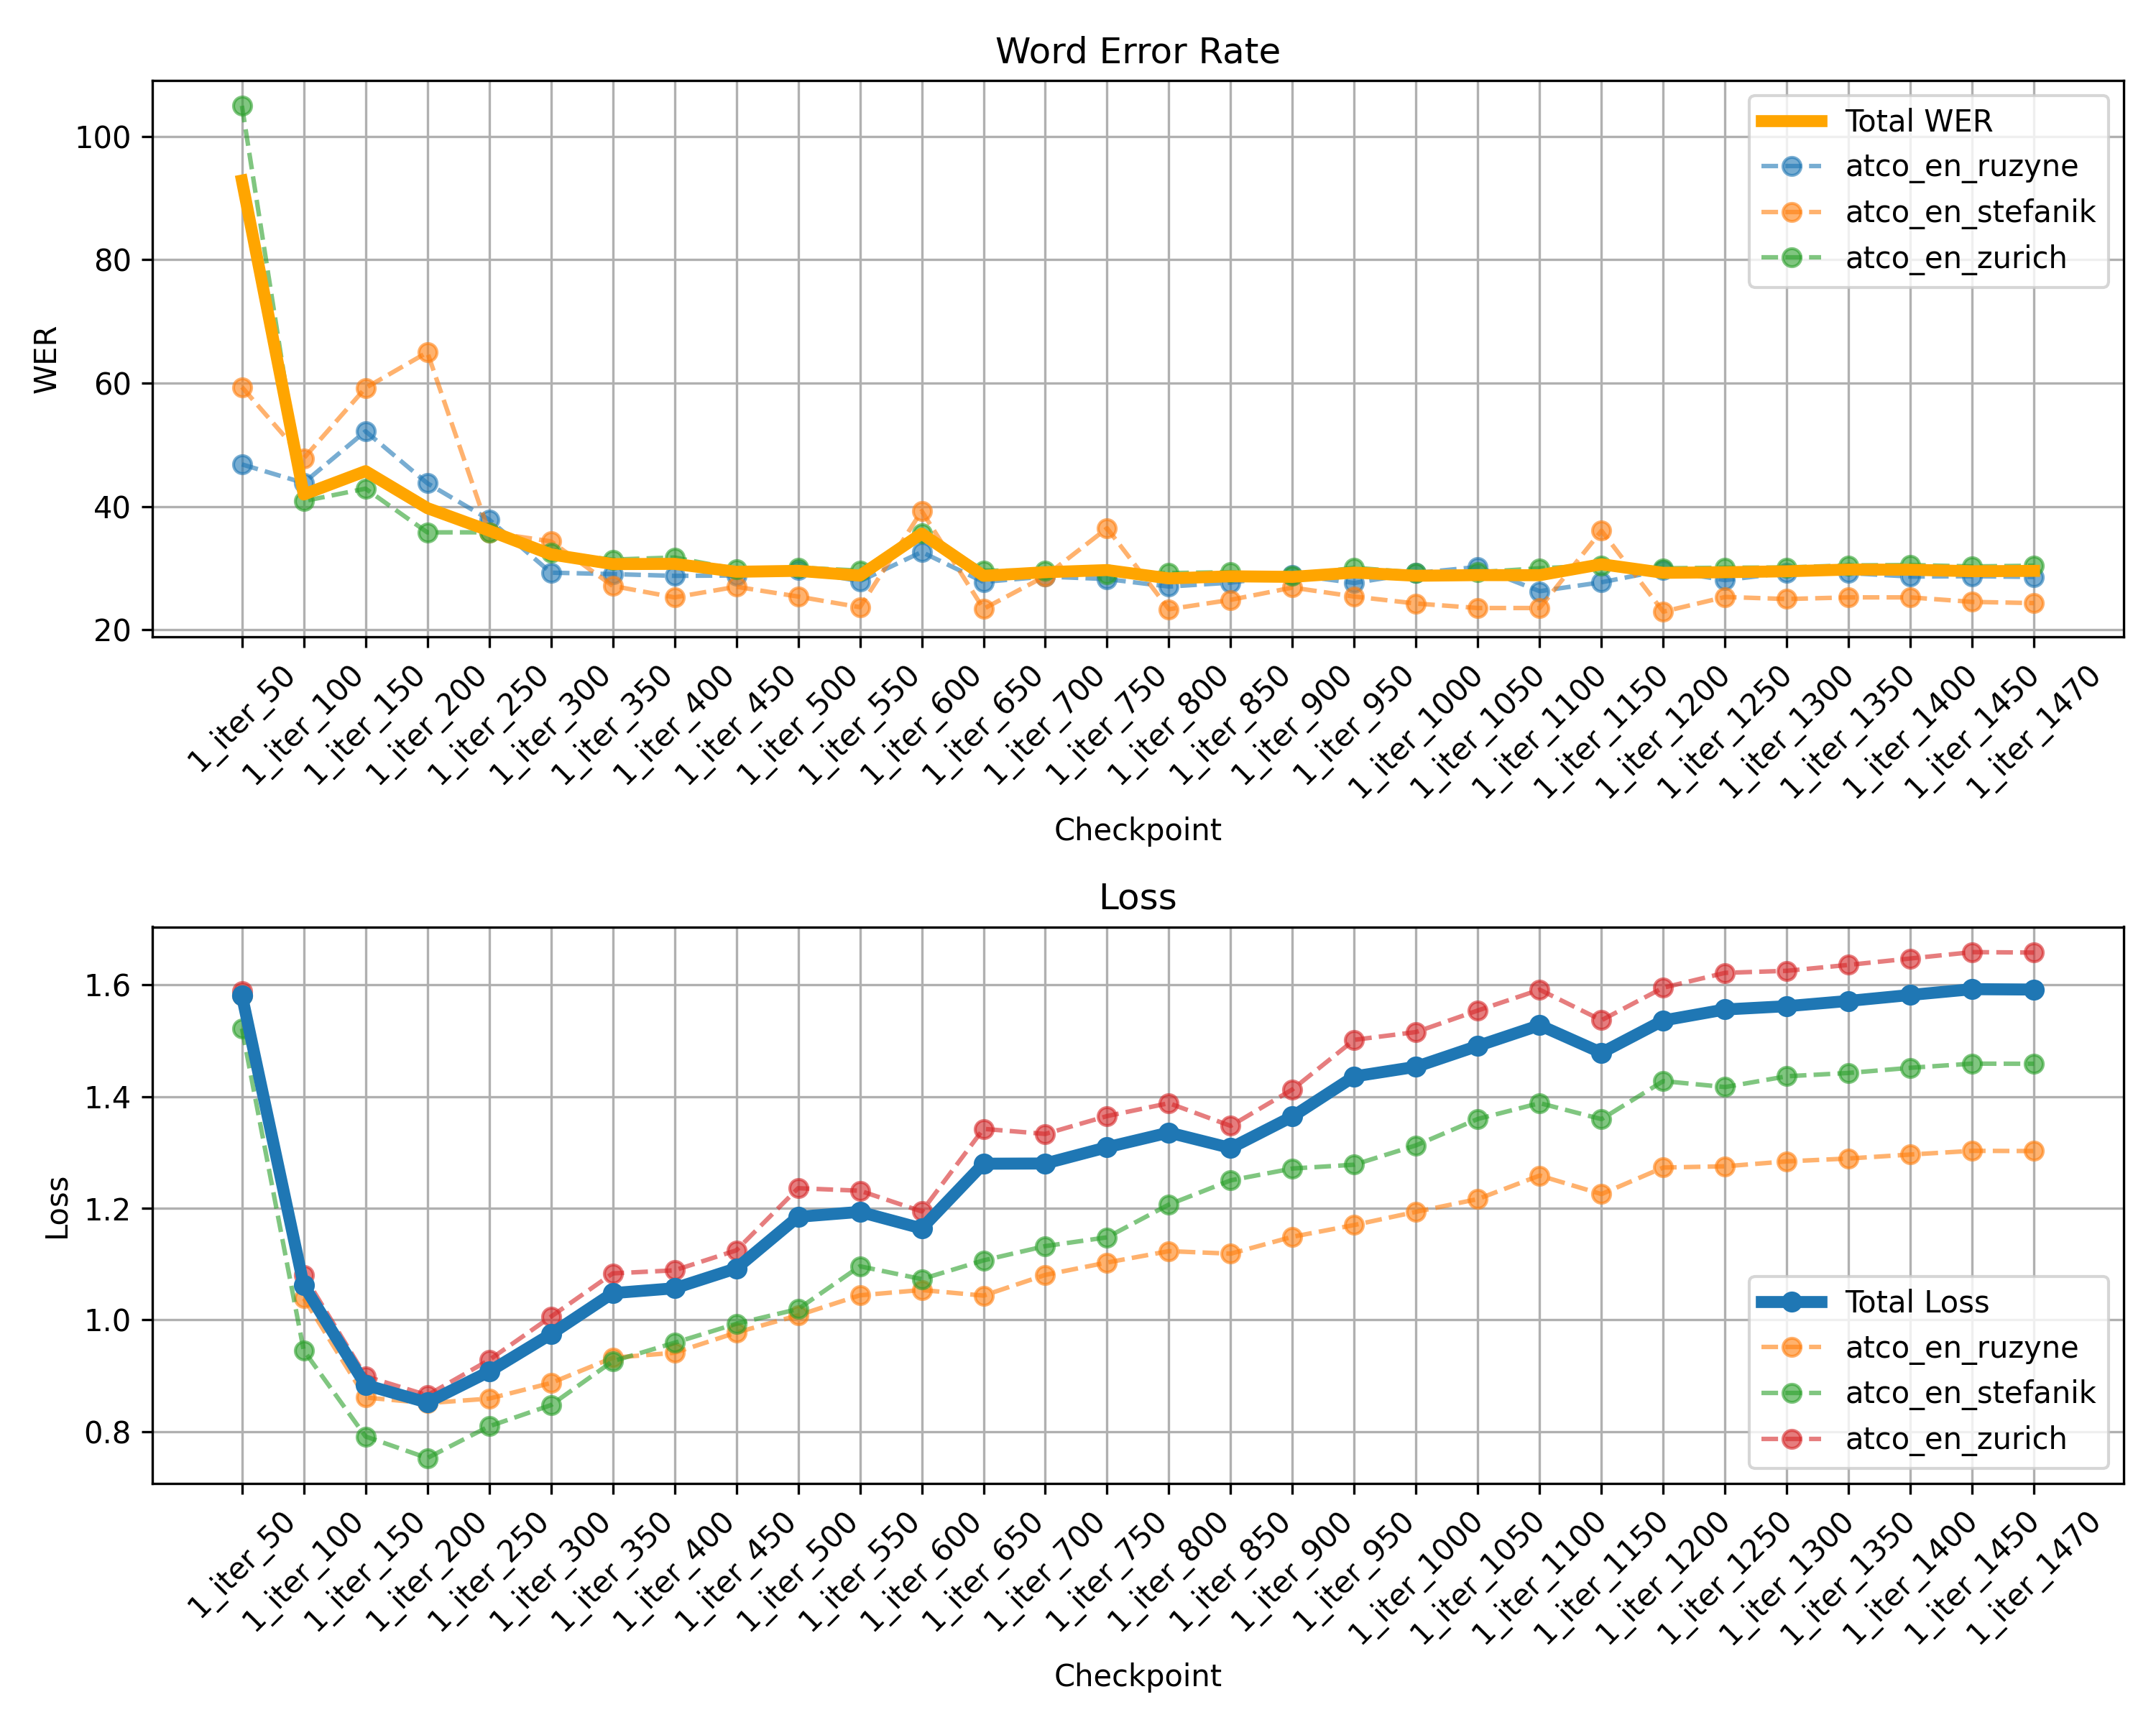 Word Error Rate
WER
100
80
60
40
20
Total WER
atco_en_ruzyne
atco_en_stefanik
atco_en_zurich
1_iter_50
1_iter_100
1_iter_150
1_iter_200
1_iter_250
1_iter_300
1_iter_350
1_iter_400
1_iter_450
1_iter_500
1_iter_550
1_iter_600
1_iter_650
1_iter_700
1_iter_750
1_iter_800
1_iter_850
1_iter_900
1_iter_950
1_iter_1000
1_iter_1050
1_iter_1100
1_iter_1150
1_iter_1200
1_iter_1250
1_iter_1300
1_iter_1350
1_iter_1400
1_iter_1450
1_iter_1470
Checkpoint
Loss
Loss
1.6
1.4
1.2
1.0
0.8
Total Loss
atco_en_ruzyne
atco_en_stefanik
atco_en_zurich
1_iter_50
1_iter_100
1_iter_150
1_iter_200
1_iter_250
1_iter_300
1_iter_350
1_iter_400
1_iter_450
1_iter_500
1_iter_550
1_iter_600
1_iter_650
1_iter_700
1_iter_750
1_iter_800
1_iter_850
1_iter_900
1_iter_950
1_iter_1000
1_iter_1050
1_iter_1100
1_iter_1150
1_iter_1200
1_iter_1250
1_iter_1300
1_iter_1350
1_iter_1400
1_iter_1450
1_iter_1470
Checkpoint